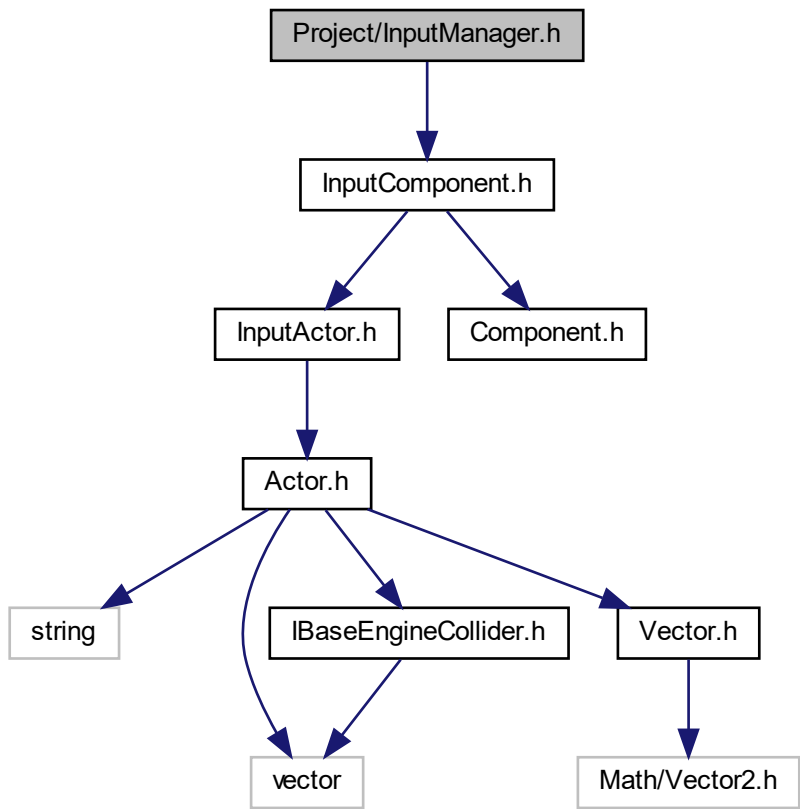 Project/InputManager.h
InputComponent.h
InputActor.h
Component.h
Actor.h
string
IBaseEngineCollider.h
Vector.h
vector
Math/Vector2.h